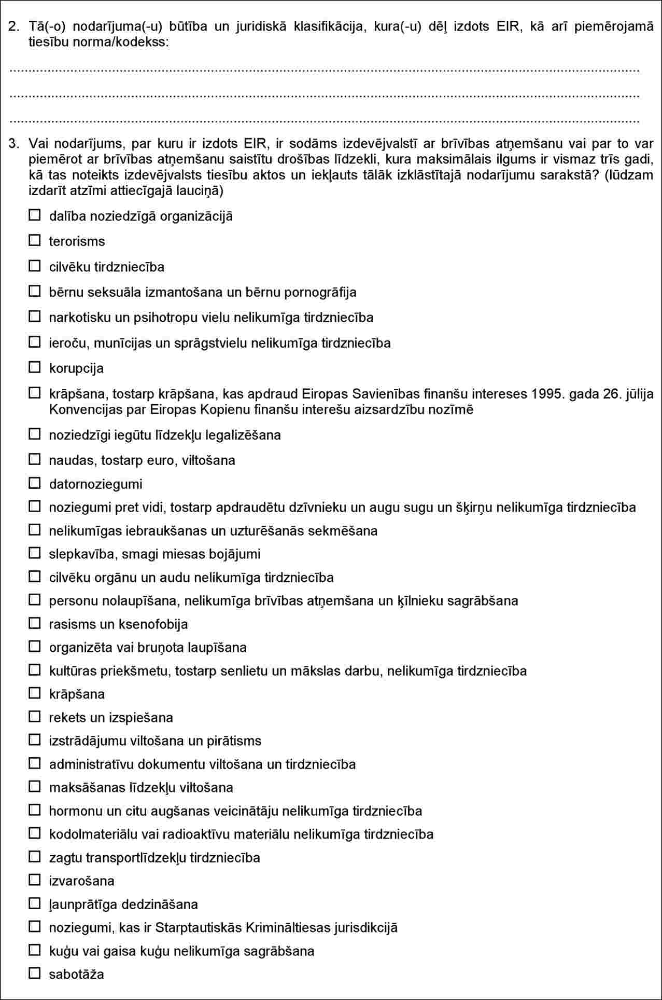 2. Tā(-o) nodarījuma(-u) būtība un juridiskā klasifikācija, kura(-u) dēļ izdots EIR, kā arī piemērojamā
tiesību norma/kodekss:
3. Vai nodarījums, par kuru ir izdots EIR, ir sodāms izdevējvalstī ar brīvības atņemšanu vai par to var
piemērot ar brīvības atņemšanu saistītu drošības līdzekli, kura maksimālais ilgums ir vismaz trīs gadi,
kā tas noteikts izdevējvalsts tiesību aktos un iekļauts tālāk izklāstītajā nodarījumu sarakstā? (lūdzam
izdarīt atzīmi attiecīgajā lauciņā)
dalība noziedzīgā organizācijā
terorisms
cilvēku tirdzniecība
bērnu seksuāla izmantošana un bērnu pornogrāfija
narkotisku un psihotropu vielu nelikumīga tirdzniecība
ieroču, munīcijas un sprāgstvielu nelikumīga tirdzniecība
korupcija
krāpšana, tostarp krāpšana, kas apdraud Eiropas Savienības finanšu intereses 1995. gada 26. jūlija
Konvencijas par Eiropas Kopienu finanšu interešu aizsardzību nozīmē
noziedzīgi iegūtu līdzekļu legalizēšana
naudas, tostarp euro, viltošana
datornoziegumi
noziegumi pret vidi, tostarp apdraudētu dzīvnieku un augu sugu un šķirņu nelikumīga tirdzniecība
nelikumīgas iebraukšanas un uzturēšanās sekmēšana
slepkavība, smagi miesas bojājumi
cilvēku orgānu un audu nelikumīga tirdzniecība
personu nolaupīšana, nelikumīga brīvības atņemšana un ķīlnieku sagrābšana
rasisms un ksenofobija
organizēta vai bruņota laupīšana
kultūras priekšmetu, tostarp senlietu un mākslas darbu, nelikumīga tirdzniecība
krāpšana
rekets un izspiešana
izstrādājumu viltošana un pirātisms
administratīvu dokumentu viltošana un tirdzniecība
maksāšanas līdzekļu viltošana
hormonu un citu augšanas veicinātāju nelikumīga tirdzniecība
kodolmateriālu vai radioaktīvu materiālu nelikumīga tirdzniecība
zagtu transportlīdzekļu tirdzniecība
izvarošana
ļaunprātīga dedzināšana
noziegumi, kas ir Starptautiskās Krimināltiesas jurisdikcijā
kuģu vai gaisa kuģu nelikumīga sagrābšana
sabotāža